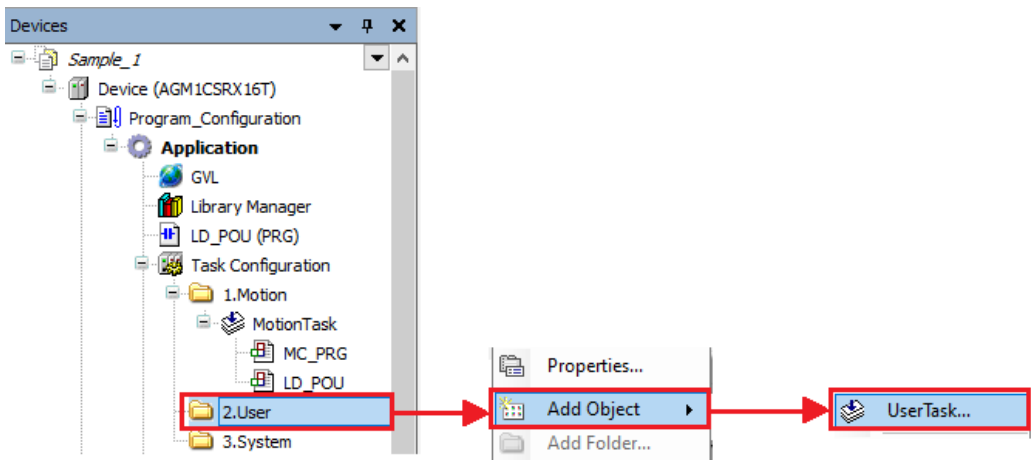 Devices
Sample_1
Device (AGM1CSRX16T)
Program_Configuration
Application
GVL
Library Manager
LD_POU (PRG)
Task Configuration
1.Motion
MotionTask
MC_PRG
LD_POU
2.User
3.System
Properties...
Add Object
Add Folder...
UserTask...